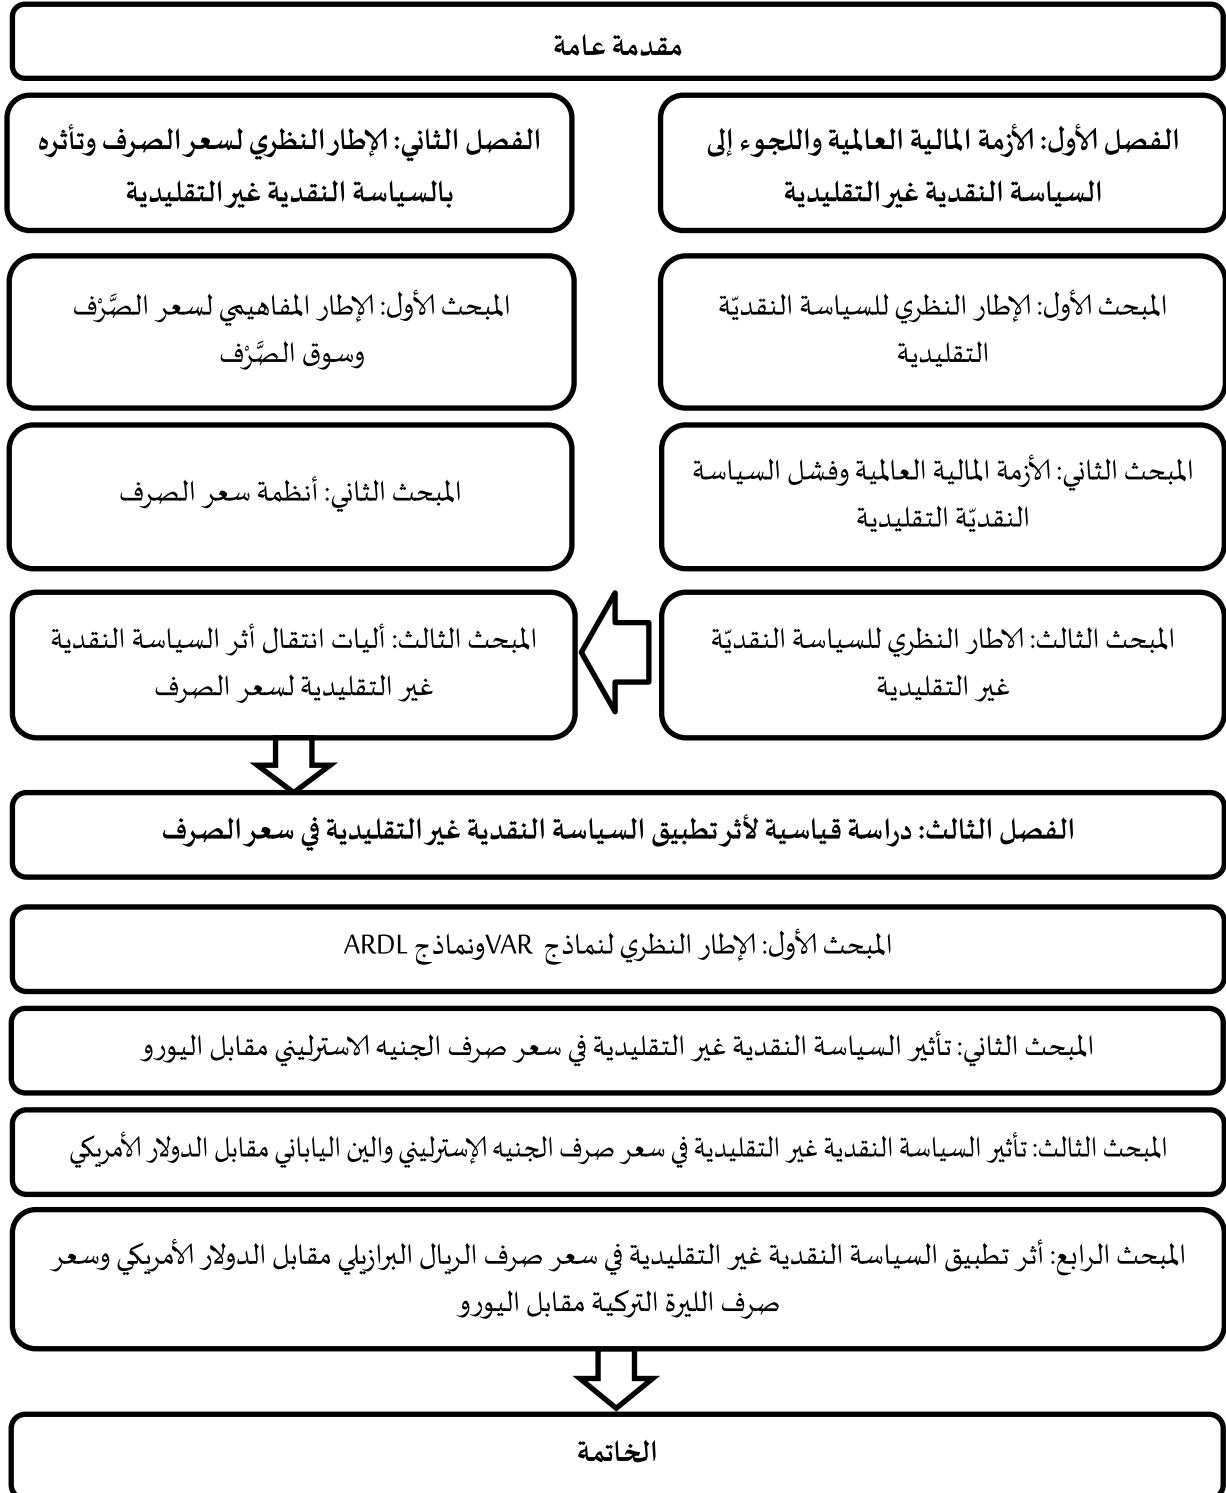 مقدمة عامة
الفصل الأول: الأزمة المالية العالمية واللجوء إلى
السياسة النقدية غير التقليدية
الفصل الثاني: الإطار النظري لسعر الصرف وتأثره
بالسياسة النقدية غير التقليدية
المبحث الأول: الإطار النظري للسياسة النقديّة
التقليدية
المبحث الأول: الإطار المفاهيمي لسعر الصَّرْف
وسوق الصَّرْف
المبحث الثاني: الأزمة المالية العالمية وفشل السياسة
النقديّة التقليدية
المبحث الثاني: أنظمة سعر الصرف
المبحث الثالث: الاطار النظري للسياسة النقديّة
غير التقليدية
المبحث الثالث: أليات انتقال أثر السياسة النقدية
غير التقليدية لسعر الصرف
الفصل الثالث: دراسة قياسية لأثر تطبيق السياسة النقدية غير التقليدية في سعر الصرف
المبحث الأول: الإطار النظري لنماذج VARونماذج ARDL
المبحث الثاني: تأثير السياسة النقدية غير التقليدية في سعر صرف الجنيه الاسترليني مقابل اليورو
المبحث الثالث: تأثير السياسة النقدية غير التقليدية في سعر صرف الجنيه الإسترليني والين الياباني مقابل الدولار الأمريكي
المبحث الرابع: أثر تطبيق السياسة النقدية غير التقليدية في سعر صرف الريال البرازيلي مقابل الدولار الأمريكي وسعر
صرف الليرة التركية مقابل اليورو
الخاتمة